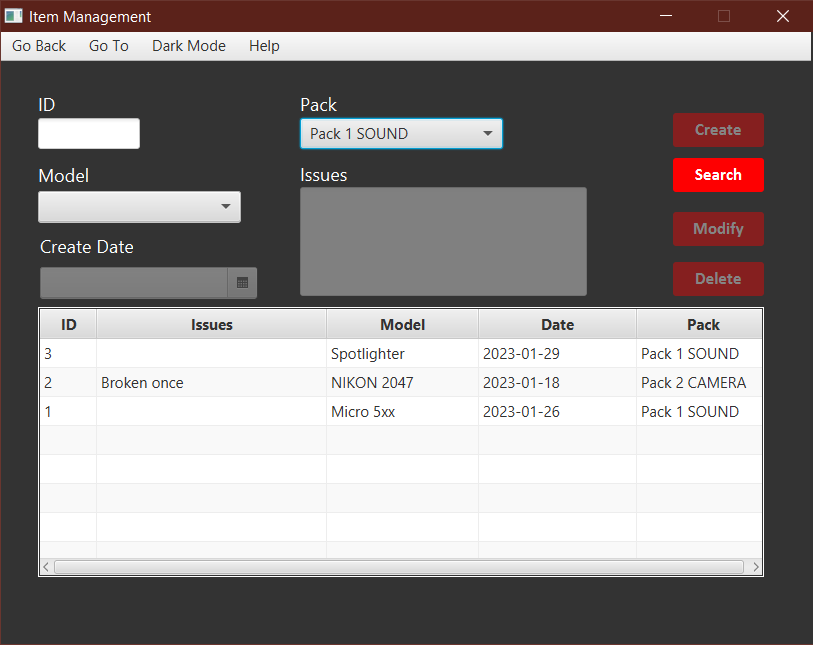 Item Management
Go Back Go To Dark Mode Help
ID
Pack
Pack 1 SOUND
Create
Model
Issues
Search
Create Date
Modify
Delete
ID Issues Model Date Pack
3 Spotlighter 2023-01-29 Pack 1 SOUND
2 Broken once NIKON 2047 2023-01-18 Pack 2 CAMERA
1 Micro 5xx 2023-01-26 Pack 1 SOUND